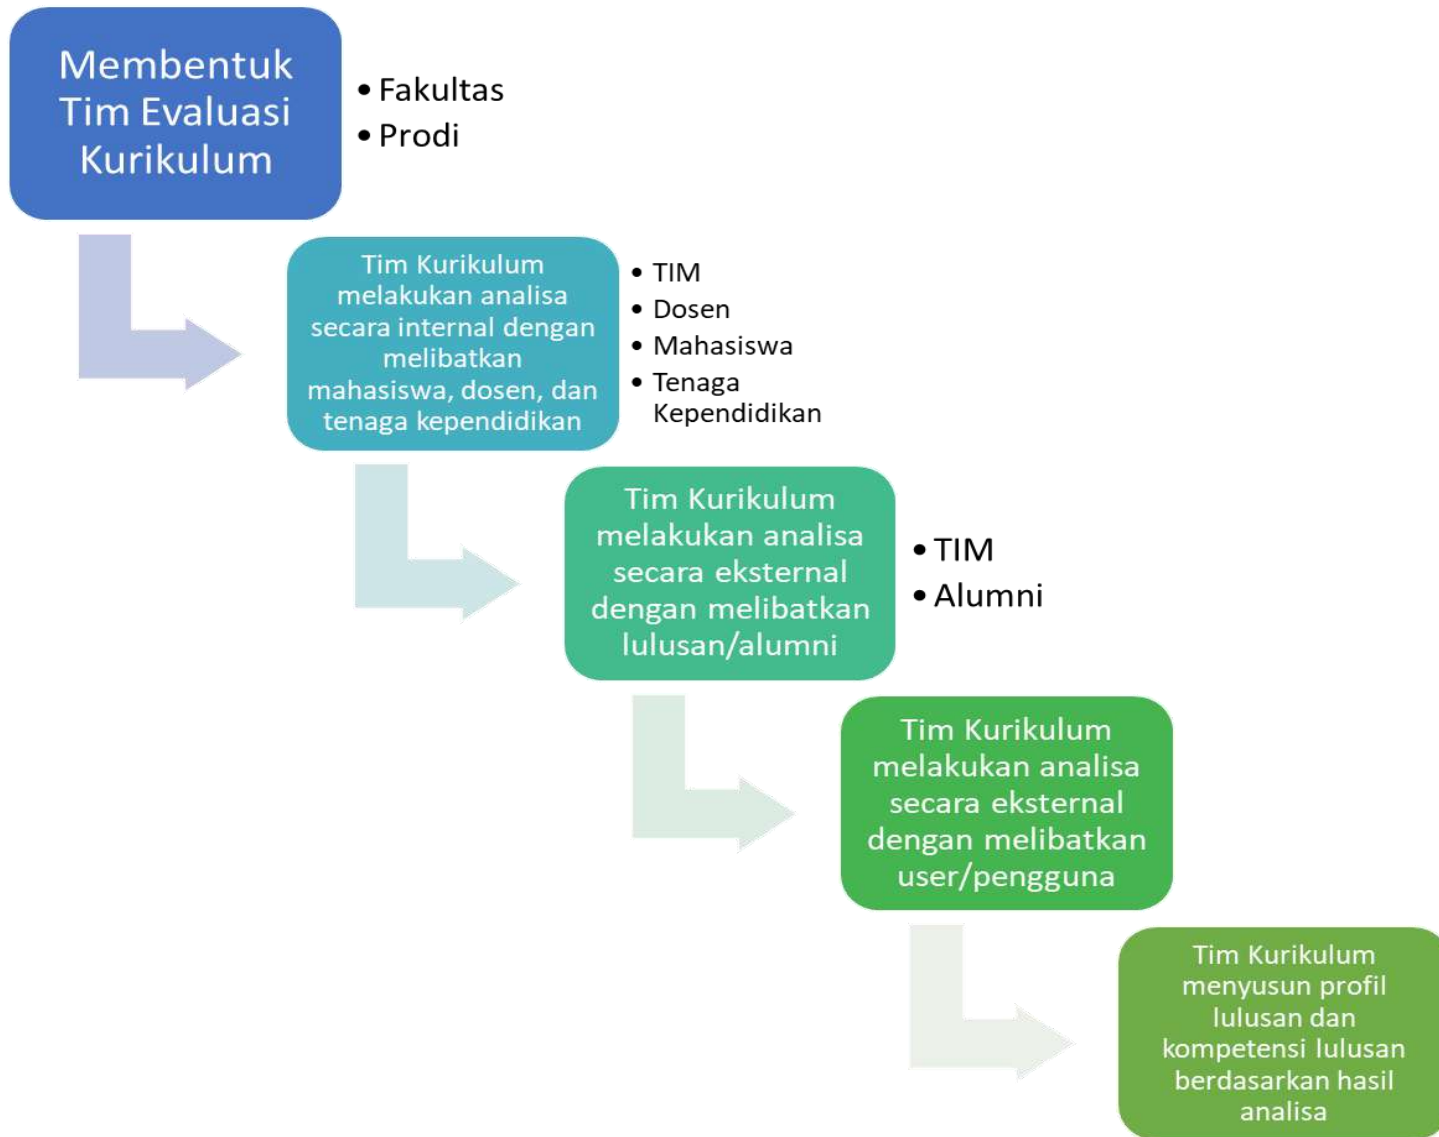 Membentuk
Tim Evaluasi
Kurikulum
• Fakultas
• Prodi
Tim Kurikulum
melakukan analisa
secara internal dengan
melibatkan
mahasiswa, dosen, dan
tenaga kependidikan
• TIM
• Dosen
• Mahasiswa
• Tenaga
Kependidikan
Tim Kurikulum
melakukan analisa
secara eksternal
dengan melibatkan
lulusan/alumni
• TIM
• Alumni
Tim Kurikulum
melakukan analisa
secara eksternal
dengan melibatkan
user/pengguna
Tim Kurikulum
menyusun profil
lulusan dan
kompetensi lulusan
berdasarkan hasil
analisa